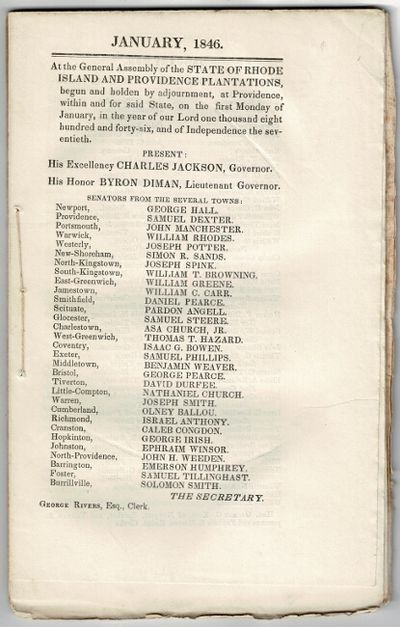 JANUARY, 1846.
At the General Assembly of the STATE OF RHODE
ISLAND AND PROVIDENCE PLANTATIONS,
begun and holden by adjournment, at Providence,
within and for said State, on the first Monday of
January, in the year of our Lord one thousand eight
hundred and forty-six, and of Independence the sev-
entieth.
PRESENT:
His Excellency CHARLES JACKSON, Governor.
His Honor BYRON DIMAN, Lieutenant Governor.
SENATORS FROM THE SEVERAL TOWNS:
Newport, GEORGE HALL.
Providence, SAMUEL DEXTER.
Portsmouth, JOHN MANCHESTER.
Warwick, WILLIAM RHODES.
Westerly, JOSEPH POTTER.
New-Shoreham, SIMON R. SANDS.
North-Kingstown, JOSEPH SPINK.
South-Kingstown, WILLIAM T. BROWNING.
East-Greenwich, WILLIAM GREENE.
Jamestown, WILLIAM C. CARR.
Smithfield, DANIEL PEARCE.
Scituate, PARDON ANGELL.
Glocester, SAMUEL STEERE.
Charlestown, ASA CHURCH, JR.
West-Greenwich, THOMAS T. HAZARD.
Coventry, ISAAC G. BOWEN.
Exeter, SAMUEL PHILLIPS.
Middletown, BENJAMIN WEAVER.
Bristol, GEORGE PEARCE.
Tiverton, DAVID DURFEE.
Little-Compton, NATHANIEL CHURCH.
Warren, JOSEPH SMITH.
Cumberland, OLNEY BALLOU.
Richmond, ISRAEL ANTHONY.
Cranston, CALEB CONGDON.
Hopkinton, GEORGE IRISH.
Johnston, EPHRAIM WINSOR.
North-Providence, JOHN H. WEEDEN.
Barrington, EMERSON HUMPHREY.
Foster, SAMUEL TILLINGHAST.
Burrillville, SOLOMON SMITH.
THE SECRETARY.
GEORGE RIVERS, Esq., Clerk.